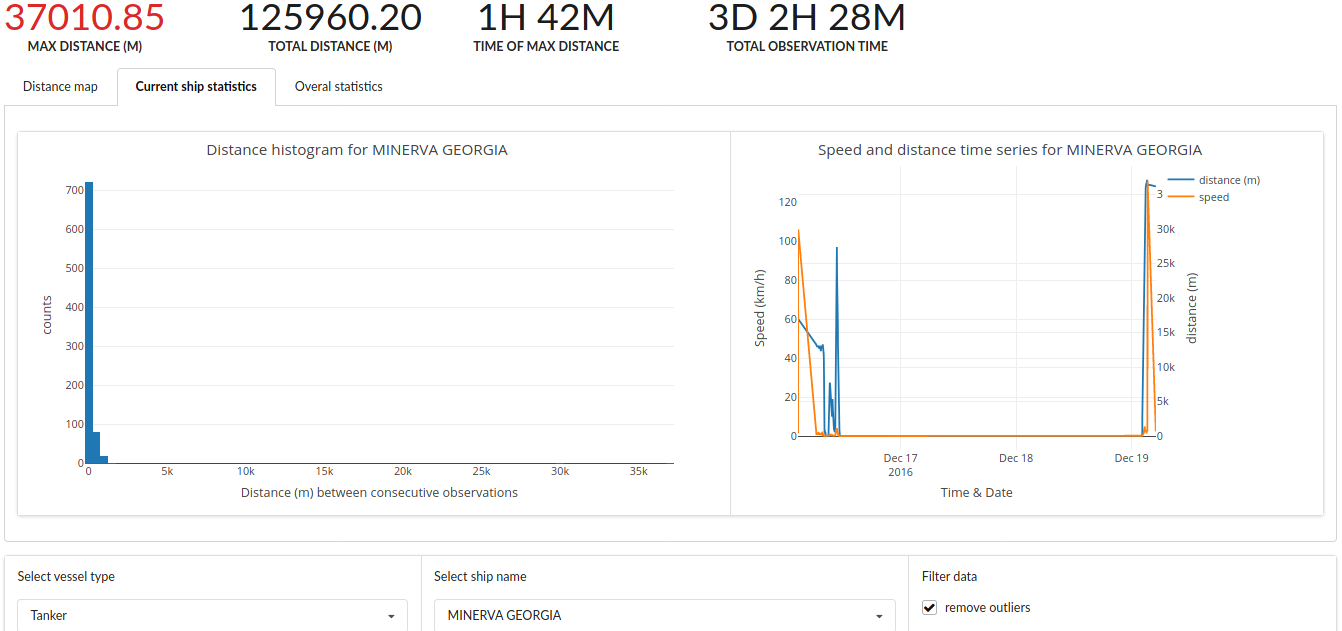 37010.85 125960.20 1H 42M 3D 2H 28M
MAX DISTANCE (M) TOTAL DISTANCE (M) TIME OF MAX DISTANCE TOTAL OBSERVATION TIME
Distance map Current ship statistics Overal statistics
Distance histogram for MINERVA GEORGIA
700
600
500
400
300
200
100
0
counts
0 5k 10k 15k 20k 25k 30k 35k
Distance (m) between consecutive observations
Speed and distance time series for MINERVA GEORGIA
distance (m)
speed
120
100
80
60
40
20
0
Speed (km/h)
3
30k
25k
20k
15k
10k
5k
0
distance (m)
Dec 17 Dec 18 Dec 19
2016
Time & Date
Select vessel type Select ship name Filter data
Tanker MINERVA GEORGIA remove outliers